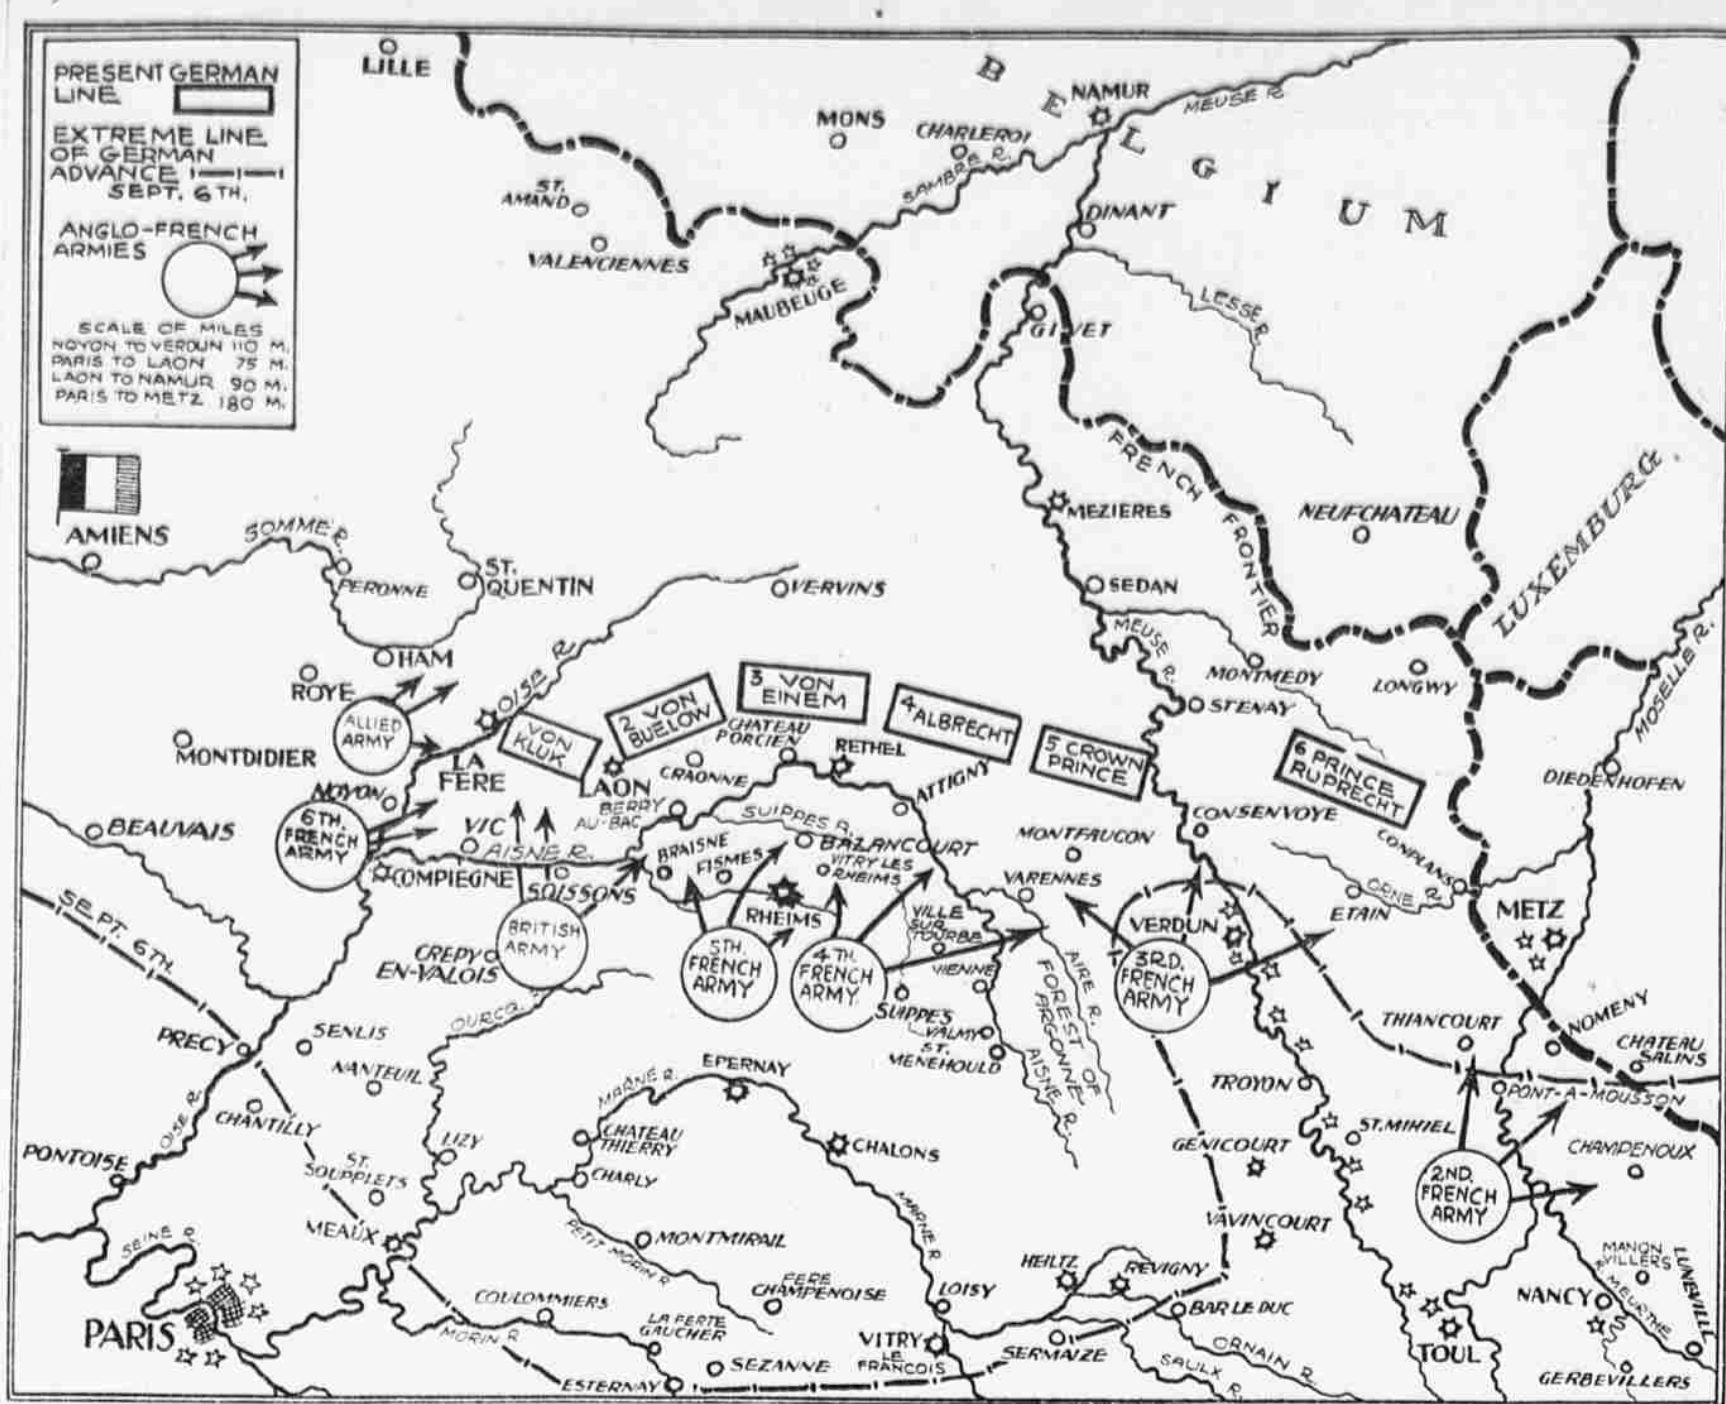 PRESENT GERMAN
LINE
EXTREME LINE
OF GERMAN
ADVANCE
SEPT. 6TH.
ANGLO-FRENCH
ARMIES
SCALE OF MILES
NOYON TO VERDUN 110 M.
PARIS TO LAON 75 M.
LAON TO NAMUR 90 M.
PARIS TO METZ 180 M.
LILLE
BELGIUM
NAMUR
MEUSE R.
MONS
CHARLEROI
SAMBRE R.
ST.
AMAND
DINANT
VALENCIENNES
MAUBEUGE
LESSE R.
GIVET
FRENCH FRONTIER
LUXEMBURG
MEZIERES
NEUFCHATEAU
AMIENS
SOMME R.
PERONNE
ST.
QUENTIN
VERVINS
SEDAN
MEUSE R.
HAM
ROYE
OISE R.
MONTMEDY
LONGWY
STENAY
MOSELLE R.
ALLIED
ARMY
VON
KLUK
2 VON
BUELOW
3 VON
EINEM
4 ALBRECHT
5 CROWN
PRINCE
6 PRINCE
RUPRECHT
MONTDIDIER
LA
FERE
LAON
CRAONNE
CHATEAU
PORCIEN
RETHEL
ATTIGNY
DIEDENHOFEN
NOYON
BERRY
AU-BAC
SUIPPES R.
CONSENVOYE
CONPLANS
BEAUVAIS
6TH.
FRENCH
ARMY
VIC
AISNE R.
BRAISNE
FISMES
BAZANCOURT
VITRY LES
RHEIMS
MONTFAUCON
COMPIEGNE
SOISSONS
VARENNES
ORNE R.
ETAIN
METZ
SEPT. 6TH.
RHEIMS
VILLE
SUR
TOURBE
VERDUN
BRITISH
ARMY
CREPY
EN-VALOIS
5TH.
FRENCH
ARMY
4TH.
FRENCH
ARMY
VIENNE
3RD.
FRENCH
ARMY
AIRE R.
FOREST OF
ARGONNE
AISNE R.
OURCQ
SUIPPES
VALMY
ST.
MENEHOULD
THIANCOURT
NOMENY
CHATEAU
SALINS
PRECY
SENLIS
NANTEUIL
EPERNAY
MARNE R.
TROYON
PONT-A-MOUSSON
OISE R.
CHANTILLY
CHATEAU
THIERRY
CHALONS
GENICOURT
ST. MIHIEL
CHAMPENOUX
PONTOISE
ST.
SOUPPLETS
LIZY
CHARLY
2ND.
FRENCH
ARMY
MARNE R.
MEAUX
PETIT MORIN R.
MONTMIRAIL
VAVINCOURT
SEINE R.
HEILTZ
REVIGNY
MANON
VILLERS
LUNEVILL
FERE
CHAMPENOISE
LOISY
BAR LE DUC
NANCY
MEURTHE
COULOMMIERS
PARIS
MORIN R.
LA FERTE
GAUCHER
VITRY
LE
FRANCOIS
SERMAIZE
ORNAIN R.
SAULX R.
TOUL
SEZANNE
ESTERNAY
GERBEVILLERS